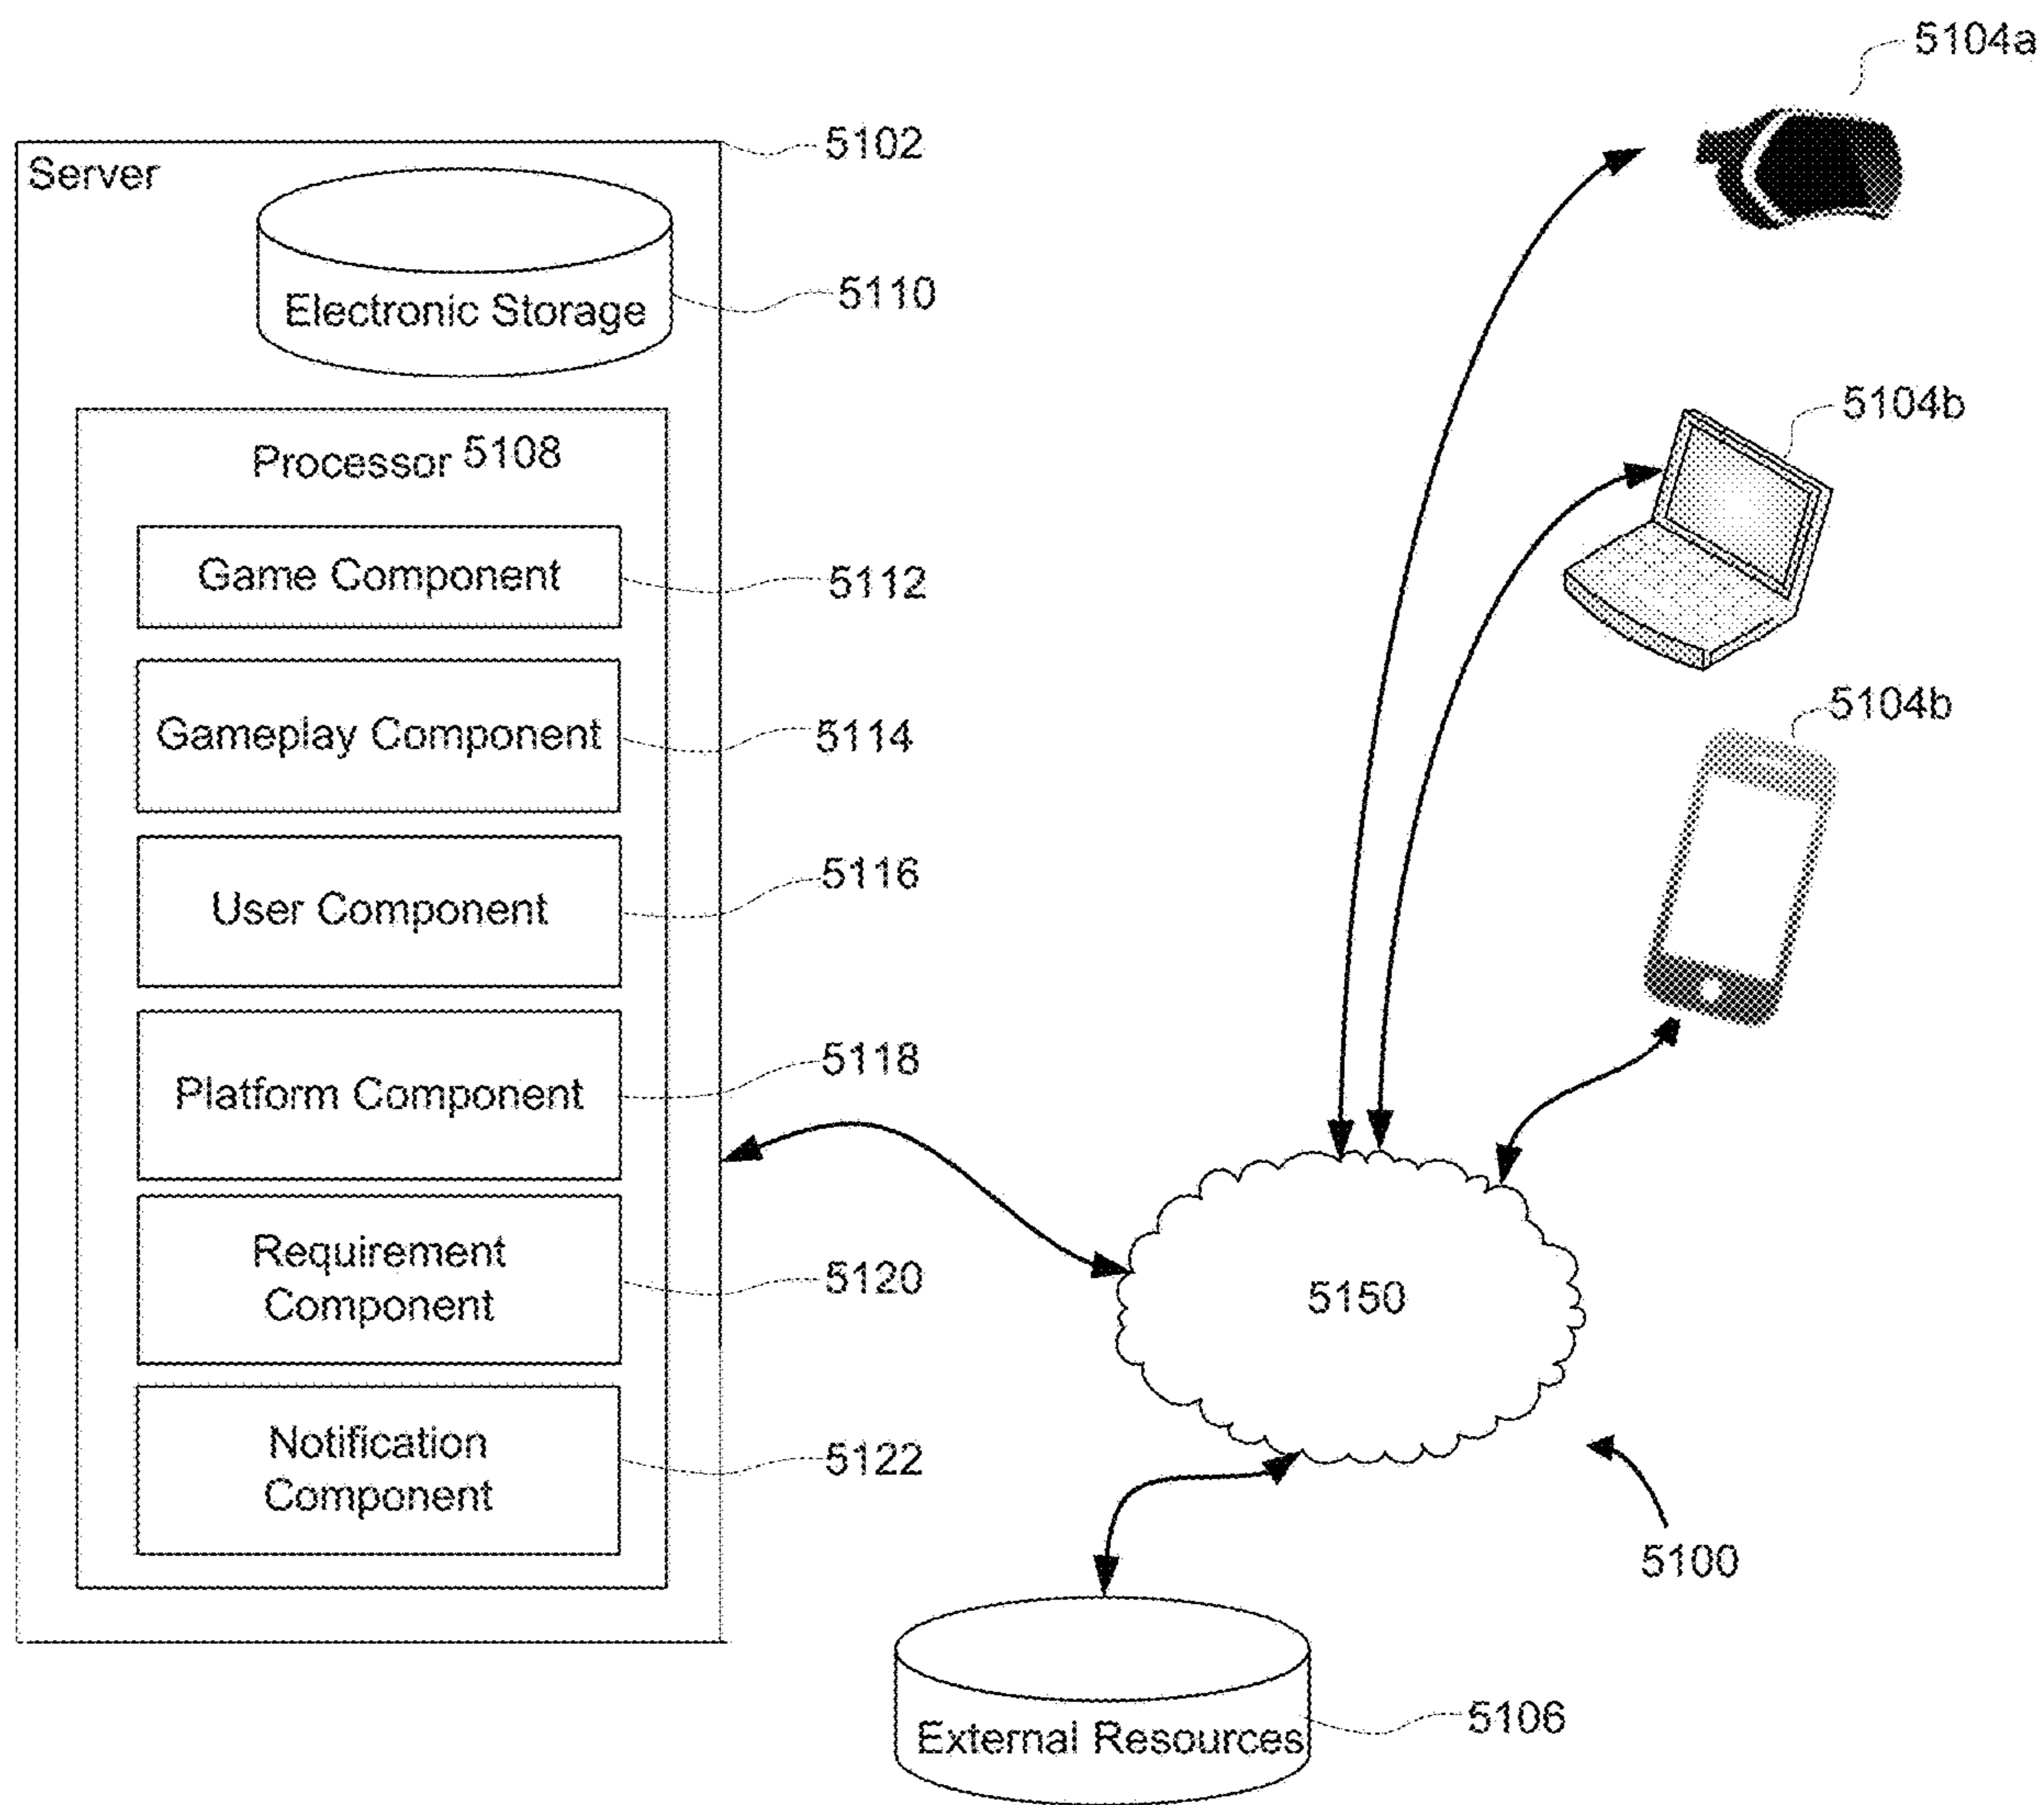 5104a
5102
Server
5110
Electronic Storage
5104b
Processor 5108
Game Component
5112
5104b
Gameplay Component
5114
User Component
5116
Platform Component
5118
Requirement
Component
5120
5150
Notification
Component
5122
5100
External Resources
5106